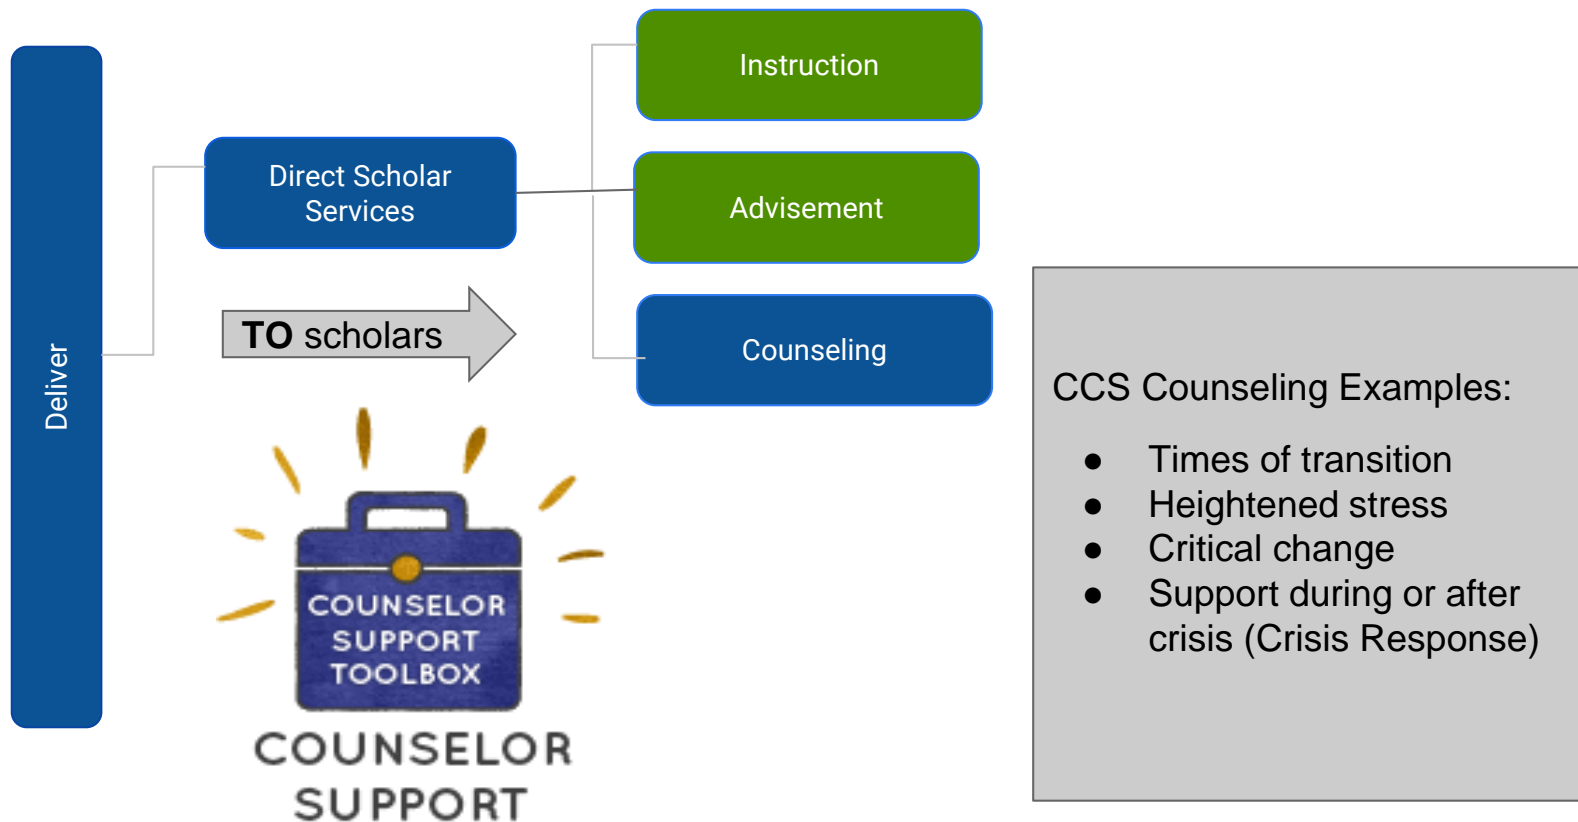 Deliver
Direct Scholar
Services
TO scholars
Instruction
Advisement
Counseling
COUNSELOR
SUPPORT
TOOLBOX
COUNSELOR
SUPPORT
CCS Counseling Examples:
● Times of transition
● Heightened stress
● Critical change
● Support during or after
crisis (Crisis Response)